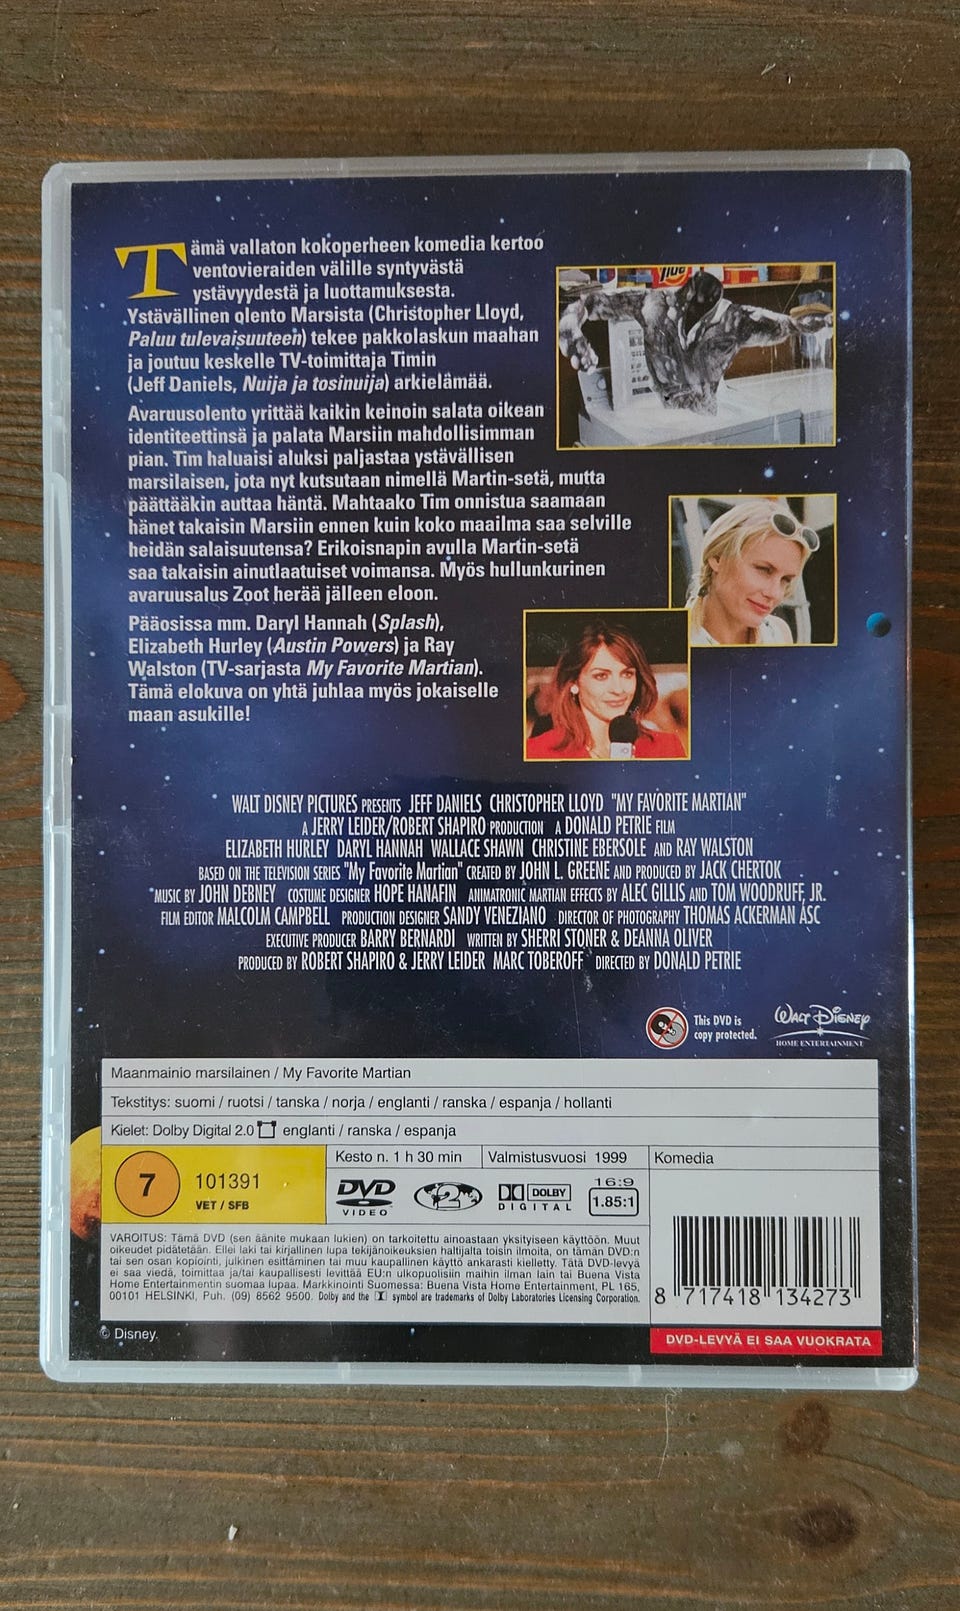 Tide
Tämä vallaton kokoperheen komedia kertoo
ventovieraiden välille syntyvästä
ystävyydestä ja luottamuksesta.
Ystävällinen olento Marsista (Christopher Lloyd,
Paluu tulevaisuuteen) tekee pakkolaskun maahan
ja joutuu keskelle TV-toimittaja Timin
(Jeff Daniels, Nuija ja tosinuija) arkielämää.
Avaruusolento yrittää kaikin keinoin salata oikean
identiteettinsä ja palata Marsiin mahdollisimman
pian. Tim haluaisi aluksi paljastaa ystävällisen
marsilaisen, jota nyt kutsutaan nimellä Martin-setä, mutta
päättääkin auttaa häntä. Mahtaako Tim onnistua saamaan
hänet takaisin Marsiin ennen kuin koko maailma saa selville
heidän salaisuutensa? Erikoisnapin avulla Martin-setä
saa takaisin ainutlaatuiset voimansa. Myös hullunkurinen
avaruusalus Zoot herää jälleen eloon.
Pääosissa mm. Daryl Hannah (Splash),
Elizabeth Hurley (Austin Powers) ja Ray
Walston (TV-sarjasta My Favorite Martian).
Tämä elokuva on yhtä juhlaa myös jokaiselle
maan asukille!
WALT DISNEY PICTURES PRESENTS JEFF DANIELS CHRISTOPHER LLOYD "MY FAVORITE MARTIAN"
A JERRY LEIDER/ROBERT SHAPIRO PRODUCTION A DONALD PETRIE FILM
ELIZABETH HURLEY DARYL HANNAH WALLACE SHAWN CHRISTINE EBERSOLE AND RAY WALSTON
BASED ON THE TELEVISION SERIES "My Favorite Martian" CREATED BY JOHN L. GREENE AND PRODUCED BY JACK CHERTOK
MUSIC BY JOHN DEBNEY COSTUME DESIGNER HOPE HANAFIN ANIMATRONIC MARTIAN EFFECTS BY ALEC GILLIS AND TOM WOODRUFF, JR.
FILM EDITOR MALCOLM CAMPBELL PRODUCTION DESIGNER SANDY VENEZIANO DIRECTOR OF PHOTOGRAPHY THOMAS ACKERMAN ASC
EXECUTIVE PRODUCER BARRY BERNARDI WRITTEN BY SHERRI STONER & DEANNA OLIVER
PRODUCED BY ROBERT SHAPIRO & JERRY LEIDER MARC TOBEROFF DIRECTED BY DONALD PETRIE
This DVD is
copy protected.
WALT DISNEY
HOME ENTERTAINMENT
Maanmainio marsilainen / My Favorite Martian
Tekstitys: suomi / ruotsi / tanska / norja / englanti / ranska / espanja / hollanti
Kielet: Dolby Digital 2.0 englanti / ranska / espanja
7 101391
VET / SFB
Kesto n. 1 h 30 min
Valmistusvuosi 1999
Komedia
DVD
VIDEO
2
DOLBY
DIGITAL
16:9
1.85:1
VAROITUS: Tämä DVD (sen äänite mukaan lukien) on tarkoitettu ainoastaan yksityiseen käyttöön. Muut
oikeudet pidätetään. Ellei laki tai kirjallinen lupa tekijänoikeuksien haltijalta toisin ilmoita, on tämän DVD:n
tai sen osan kopiointi, julkinen esittäminen tai muu kaupallinen käyttö ankarasti kielletty. Tätä DVD-levyä
ei saa viedä, toimittaa ja/tai kaupallisesti levittää EU:n ulkopuolisiin maihin ilman lain tai Buena Vista
Home Entertainmentin suomaa lupaa. Markkinointi Suomessa: Buena Vista Home Entertainment, PL 165,
00101 HELSINKI, Puh. (09) 8562 9500. Dolby and the symbol are trademarks of Dolby Laboratories Licensing Corporation.
8 717418 134273
© Disney.
DVD-LEVYÄ EI SAA VUOKRATA